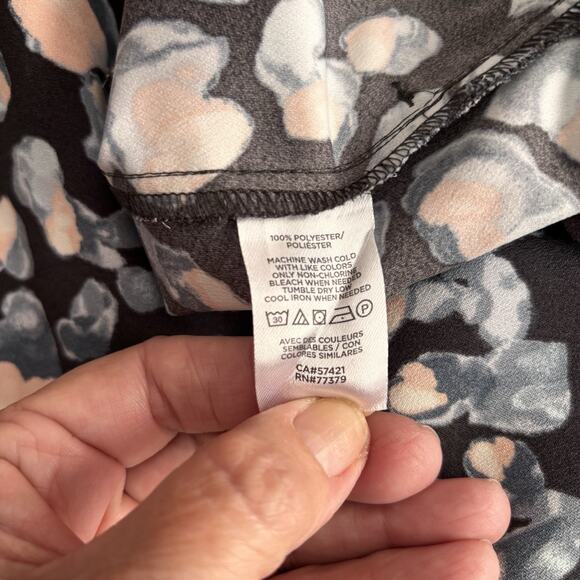 100% POLYESTER/
POLIÉSTER
MACHINE WASH COLD
WITH LIKE COLORS
ONLY NON-CHLORINE
BLEACH WHEN NEEDED
TUMBLE DRY LOW
COOL IRON WHEN NEEDED
30 P
AVEC DES COULEURS
SEMBLABLES / CON
COLORES SIMILARES
CA#57421
RN#77379